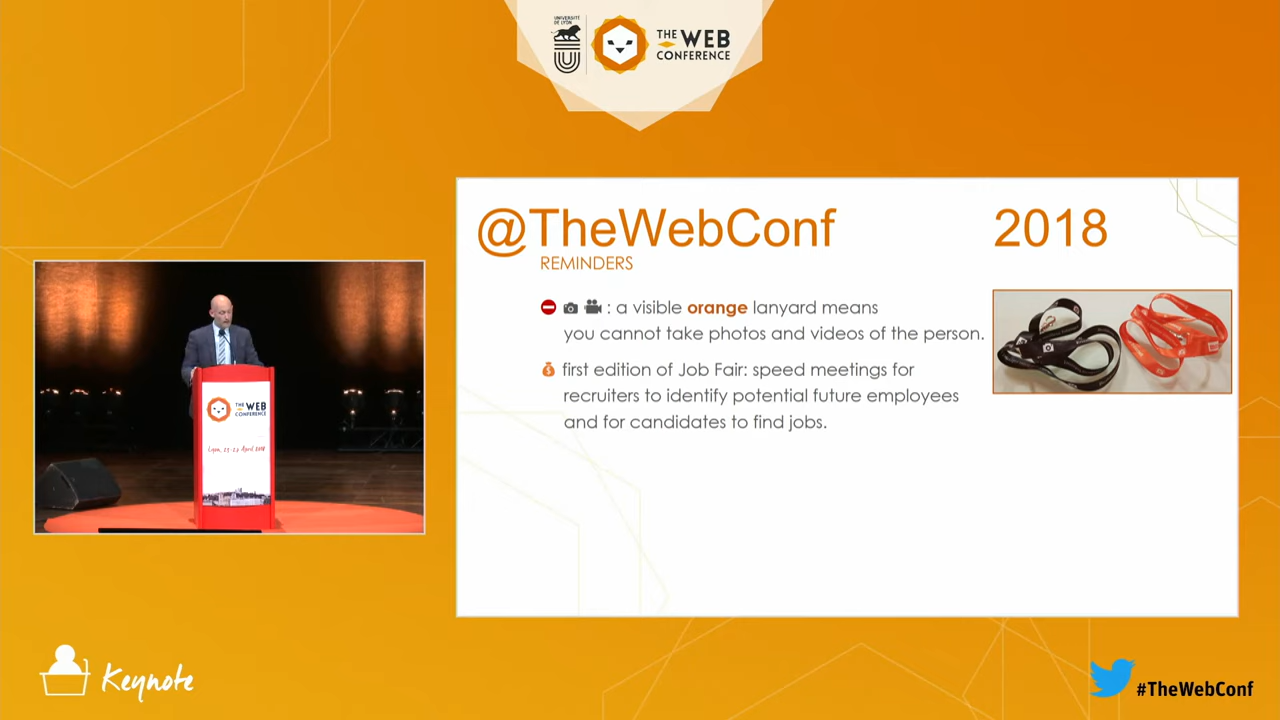 UNIVERSITÉ
DE LYON
THE WEB
CONFERENCE
@TheWebConf 2018
REMINDERS
: a visible orange lanyard means
you cannot take photos and videos of the person.
first edition of Job Fair: speed meetings for
recruiters to identify potential future employees
and for candidates to find jobs.
THE WEB
CONFERENCE
Lyon, 23-27 April 2018
Keynote
#TheWebConf